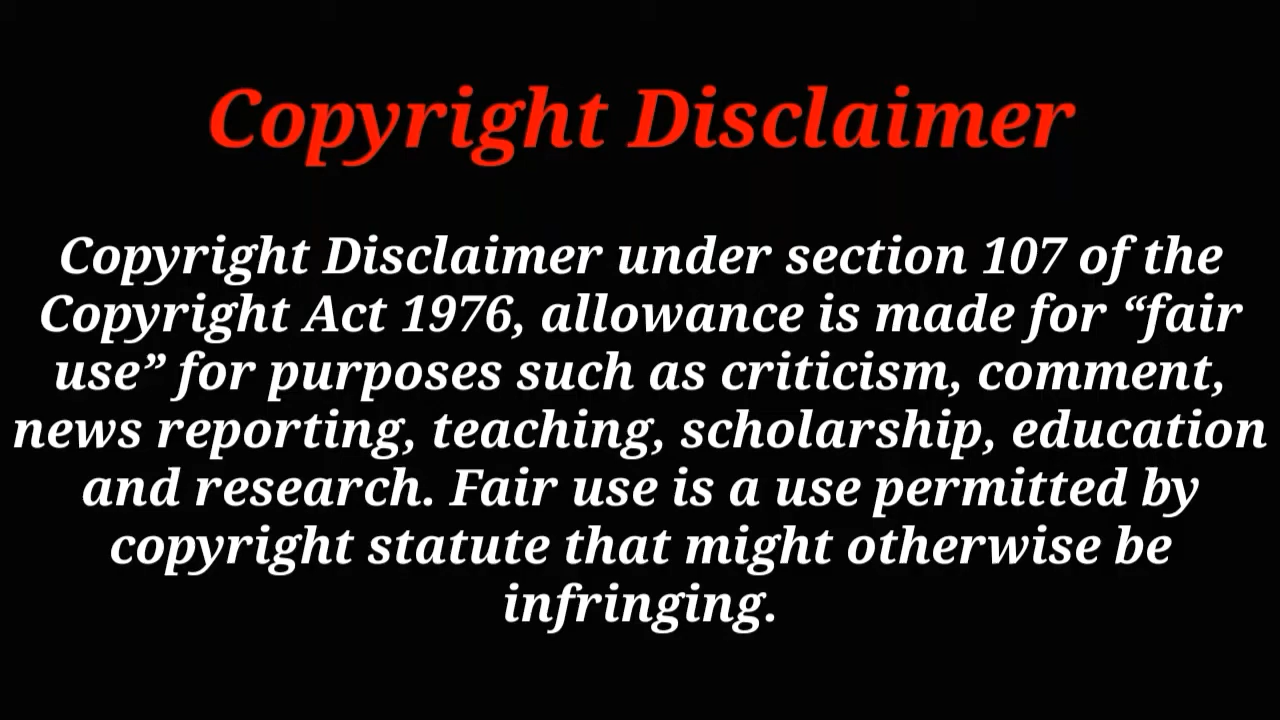 Copyright Disclaimer
Copyright Disclaimer under section 107 of the
Copyright Act 1976, allowance is made for “fair
use” for purposes such as criticism, comment,
news reporting, teaching, scholarship, education
and research. Fair use is a use permitted by
copyright statute that might otherwise be
infringing.